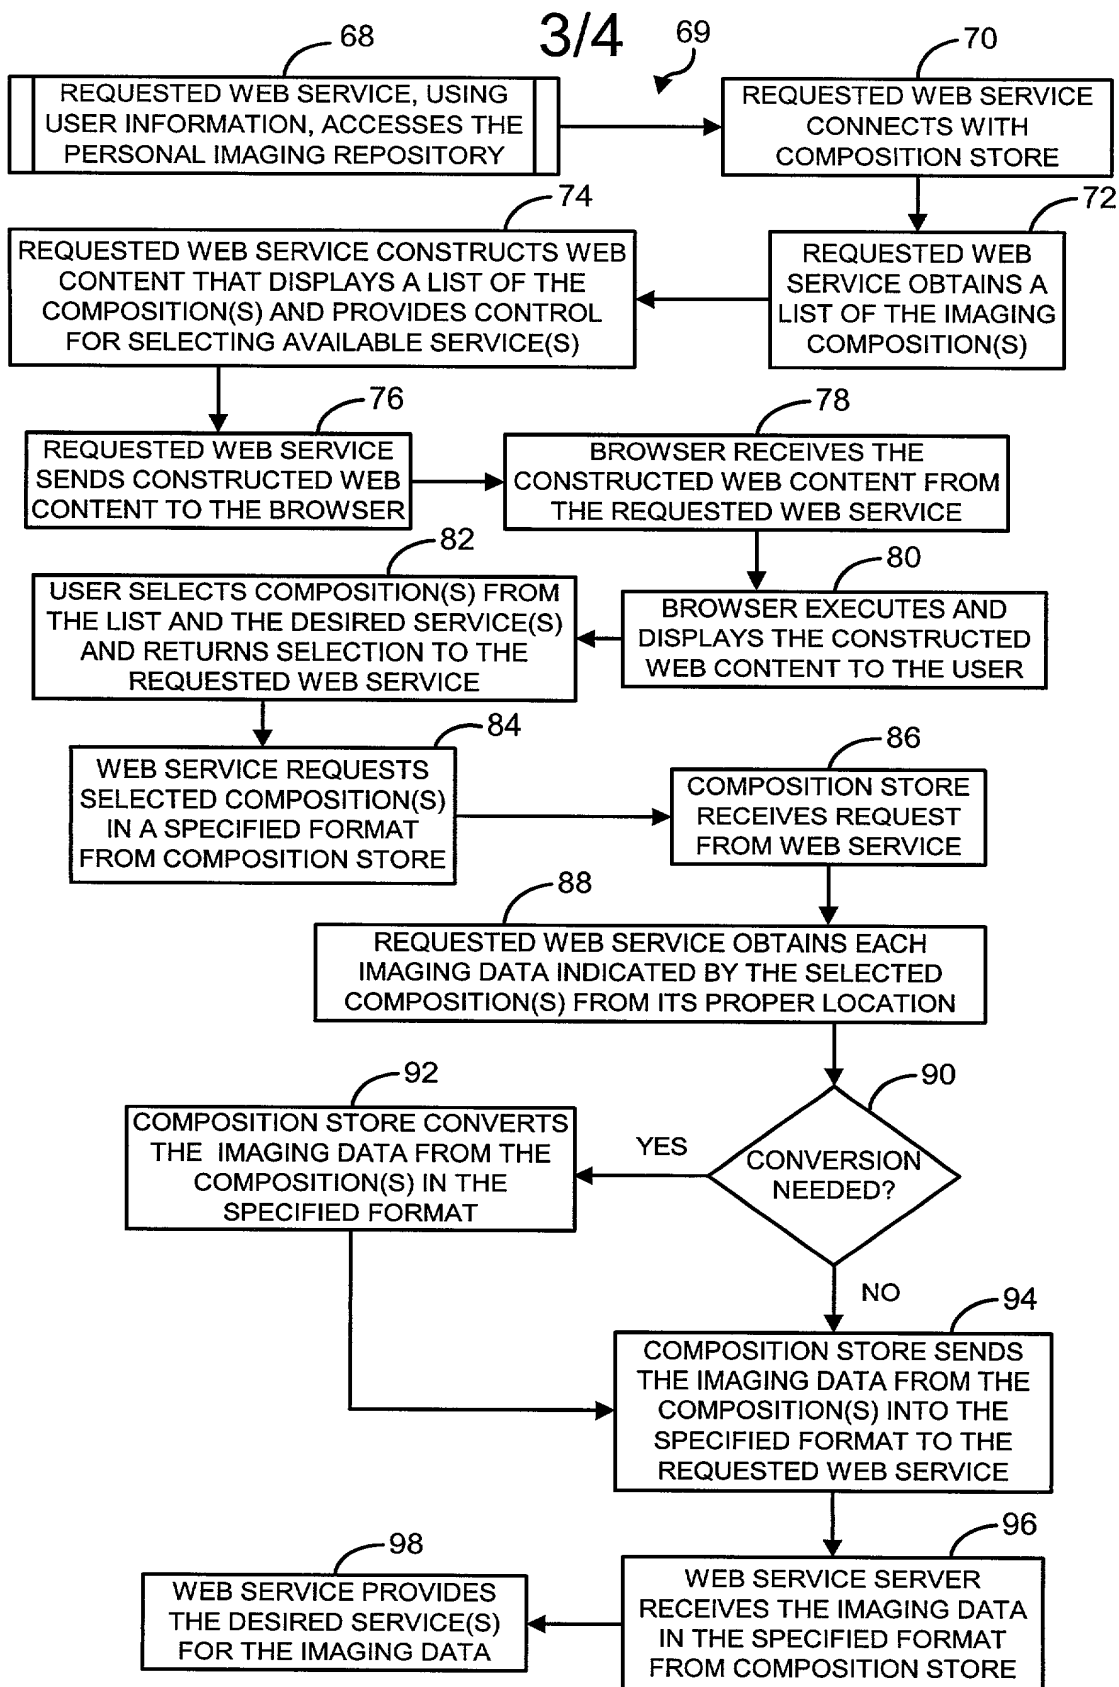 3/4
68
69
70
REQUESTED WEB SERVICE, USING
USER INFORMATION, ACCESSES THE
PERSONAL IMAGING REPOSITORY
REQUESTED WEB SERVICE
CONNECTS WITH
COMPOSITION STORE
72
REQUESTED WEB
SERVICE OBTAINS A
LIST OF THE IMAGING
COMPOSITION(S)
74
REQUESTED WEB SERVICE CONSTRUCTS WEB
CONTENT THAT DISPLAYS A LIST OF THE
COMPOSITION(S) AND PROVIDES CONTROL
FOR SELECTING AVAILABLE SERVICE(S)
76
REQUESTED WEB SERVICE
SENDS CONSTRUCTED WEB
CONTENT TO THE BROWSER
78
BROWSER RECEIVES THE
CONSTRUCTED WEB CONTENT FROM
THE REQUESTED WEB SERVICE
80
BROWSER EXECUTES AND
DISPLAYS THE CONSTRUCTED
WEB CONTENT TO THE USER
82
USER SELECTS COMPOSITION(S) FROM
THE LIST AND THE DESIRED SERVICE(S)
AND RETURNS SELECTION TO THE
REQUESTED WEB SERVICE
84
WEB SERVICE REQUESTS
SELECTED COMPOSITION(S)
IN A SPECIFIED FORMAT
FROM COMPOSITION STORE
86
COMPOSITION STORE
RECEIVES REQUEST
FROM WEB SERVICE
88
REQUESTED WEB SERVICE OBTAINS EACH
IMAGING DATA INDICATED BY THE SELECTED
COMPOSITION(S) FROM ITS PROPER LOCATION
90
CONVERSION
NEEDED?
YES
92
COMPOSITION STORE CONVERTS
THE IMAGING DATA FROM THE
COMPOSITION(S) IN THE
SPECIFIED FORMAT
NO
94
COMPOSITION STORE SENDS
THE IMAGING DATA FROM THE
COMPOSITION(S) INTO THE
SPECIFIED FORMAT TO THE
REQUESTED WEB SERVICE
96
WEB SERVICE SERVER
RECEIVES THE IMAGING DATA
IN THE SPECIFIED FORMAT
FROM COMPOSITION STORE
98
WEB SERVICE PROVIDES
THE DESIRED SERVICE(S)
FOR THE IMAGING DATA